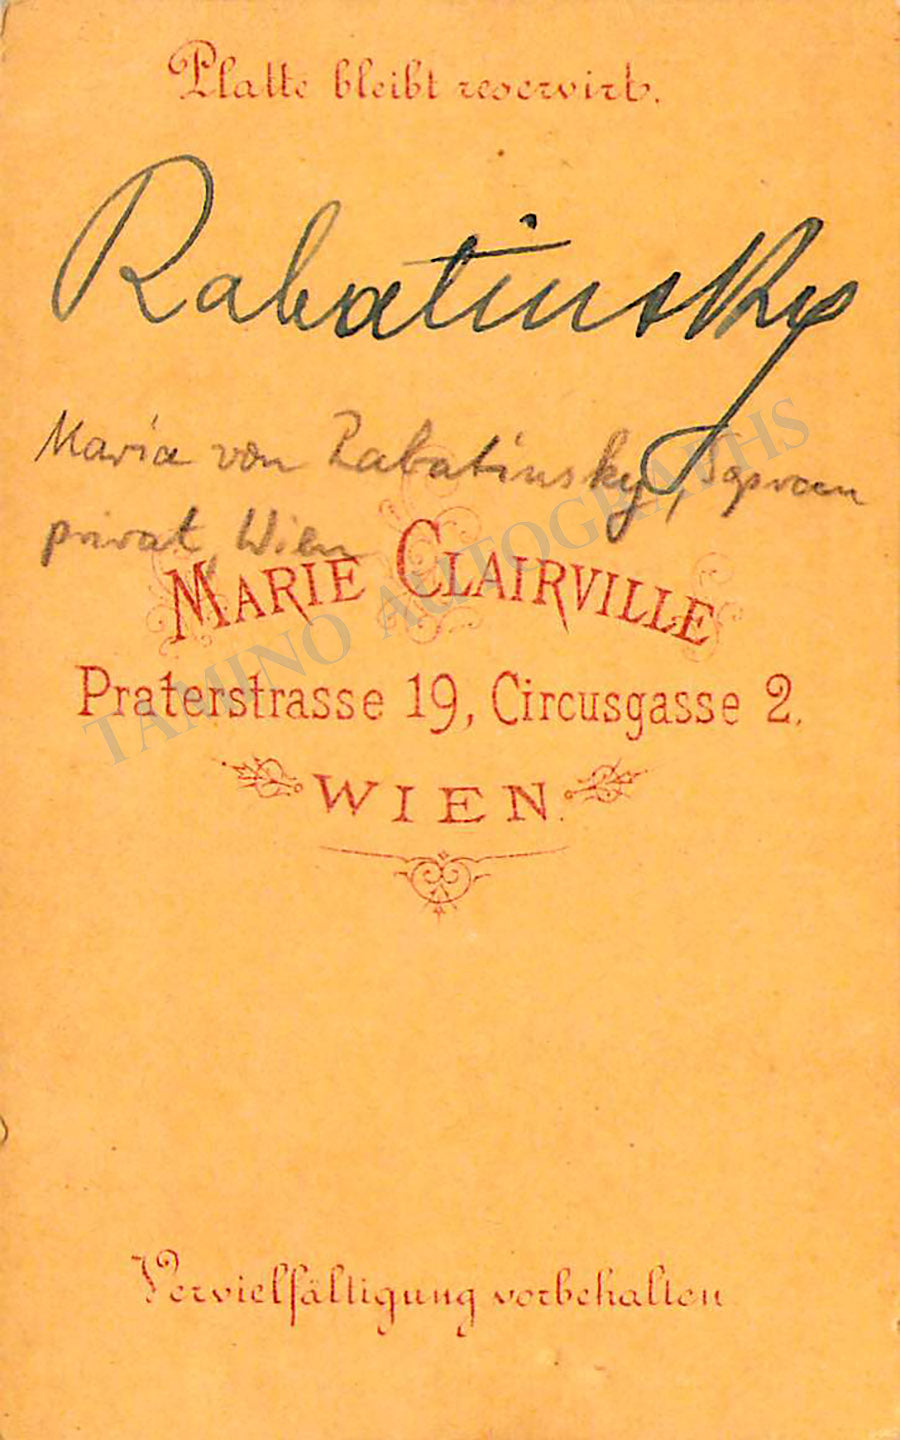 Platte bleibt reservirt.
Rabatinsky
Maria von Rabatinsky, Sopran
privat, Wien
MARIE CLAIRVILLE
Praterstrasse 19, Circusgasse 2.
WIEN.
Vervielfältigung vorbehalten
TAMINO AUTOGRAPHS